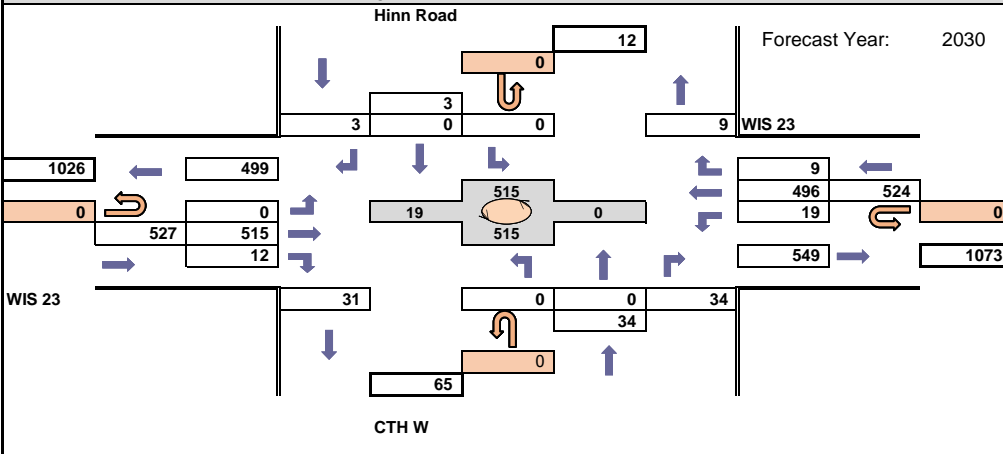 Hinn Road
12
Forecast Year: 2030
0
3
3 0 0 9 WIS 23
1026 499 9
515 496 524
0 0 19 0 19 0
527 515 515
12 549 1073
WIS 23 31 0 0 34
34
0
65
CTH W